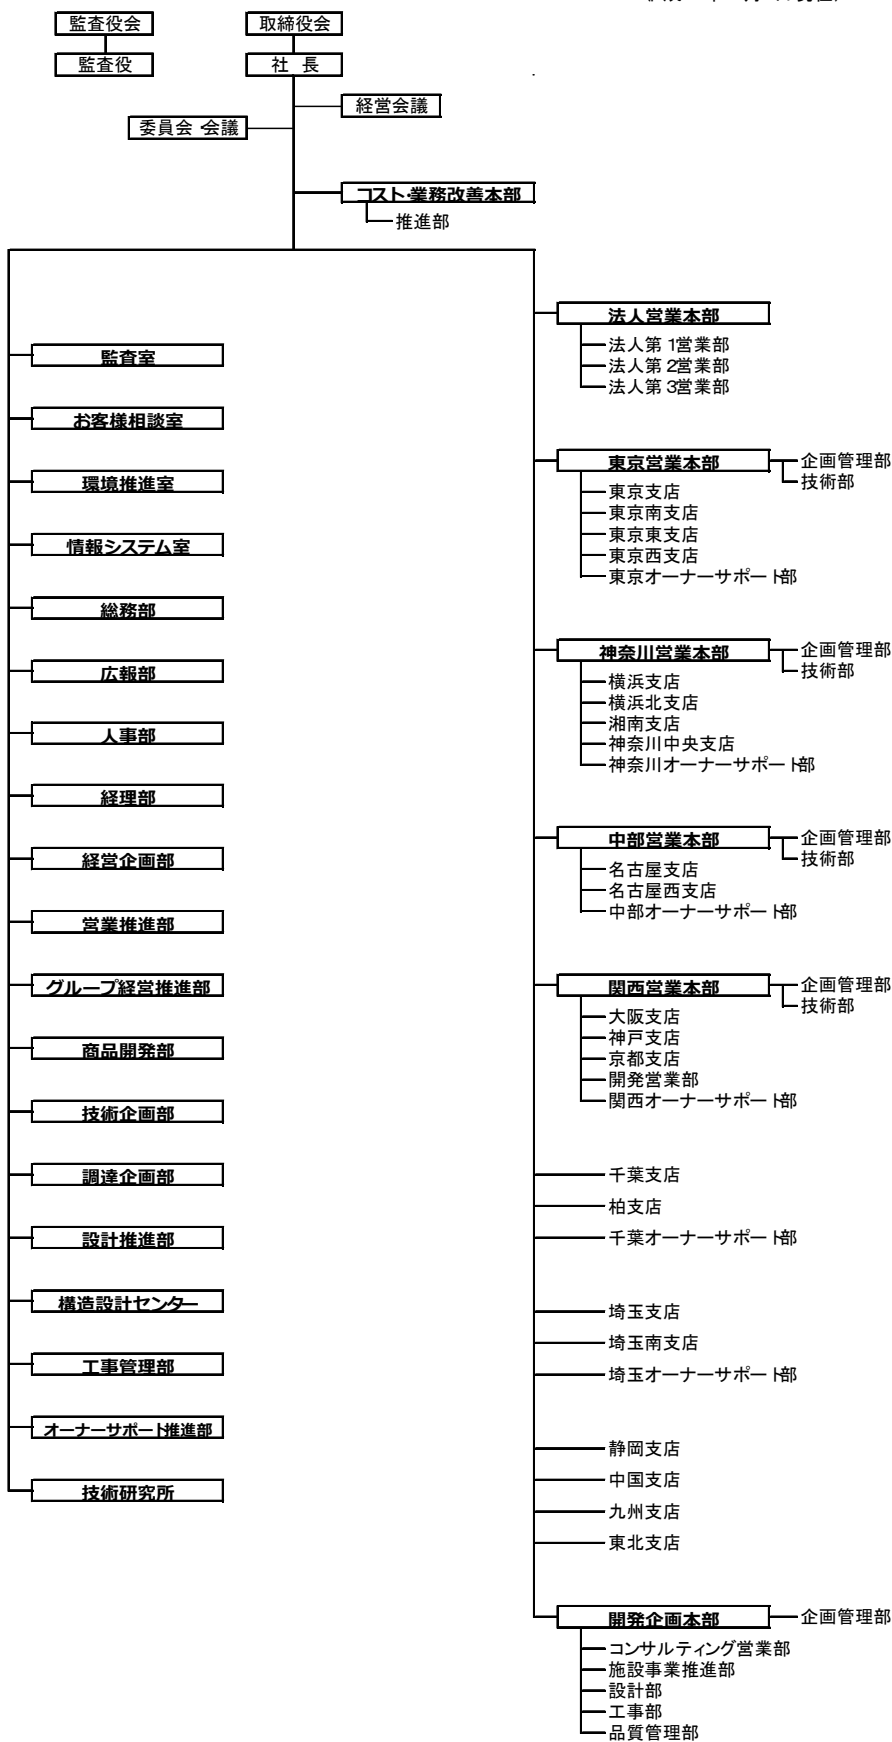 監査役会
取締役会
監査役
社 長
経営会議
委員会・会議
コスト・業務改善本部
推進部
監査室
お客様相談室
環境推進室
情報システム室
総務部
広報部
人事部
経理部
経営企画部
営業推進部
グループ経営推進部
商品開発部
技術企画部
調達企画部
設計推進部
構造設計センター
工事管理部
オーナーサポート推進部
技術研究所
法人営業本部
法人第1営業部
法人第2営業部
法人第3営業部
東京営業本部
企画管理部
技術部
東京支店
東京南支店
東京東支店
東京西支店
東京オーナーサポート部
神奈川営業本部
企画管理部
技術部
横浜支店
横浜北支店
湘南支店
神奈川中央支店
神奈川オーナーサポート部
中部営業本部
企画管理部
技術部
名古屋支店
名古屋西支店
中部オーナーサポート部
関西営業本部
企画管理部
技術部
大阪支店
神戸支店
京都支店
開発営業部
関西オーナーサポート部
千葉支店
柏支店
千葉オーナーサポート部
埼玉支店
埼玉南支店
埼玉オーナーサポート部
静岡支店
中国支店
九州支店
東北支店
開発企画本部
企画管理部
コンサルティング営業部
施設事業推進部
設計部
工事部
品質管理部